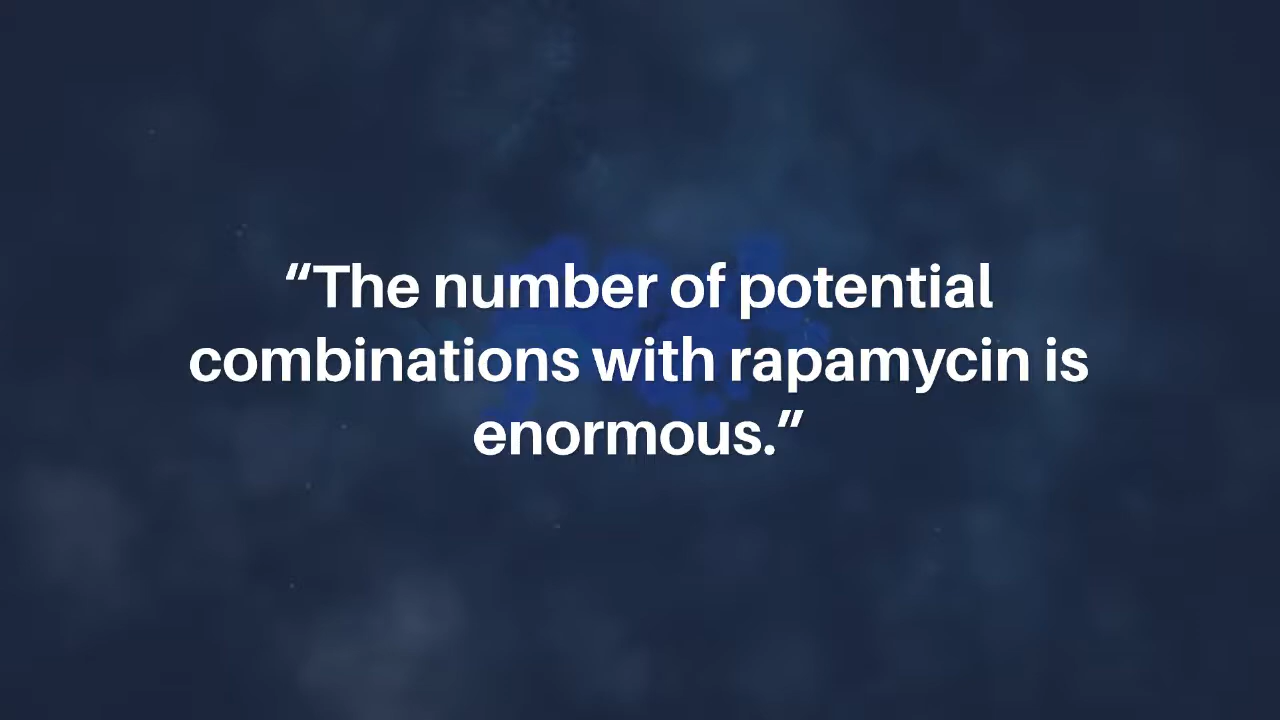 “The number of potential
combinations with rapamycin is
enormous.”